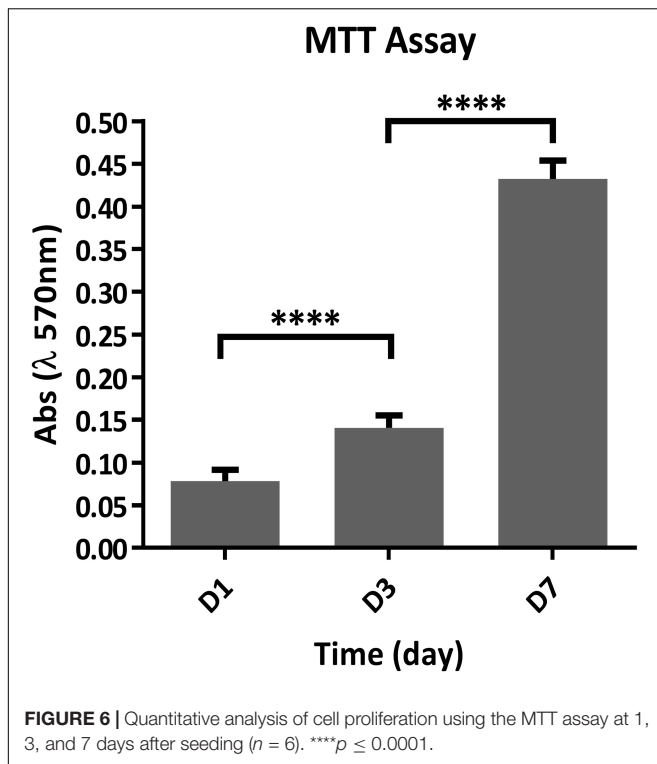 MTT Assay
****
0.50
0.45
0.40
0.35
0.30
0.25
0.20
0.15
0.10
0.05
0.00
Abs (λ 570nm)
****
D1
D3
D7
Time (day)
FIGURE 6 | Quantitative analysis of cell proliferation using the MTT assay at 1,
3, and 7 days after seeding (n = 6). ****p ≤ 0.0001.